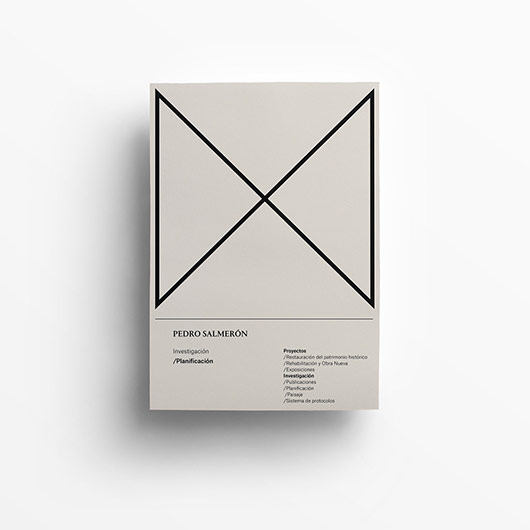 PEDRO SALMERÓN
Investigación
/Planificación
Proyectos
/Restauración del patrimonio histórico
/Rehabilitación y Obra Nueva
/Exposiciones
Investigación
/Publicaciones
/Planificación
/Paisaje
/Sistema de protocolos